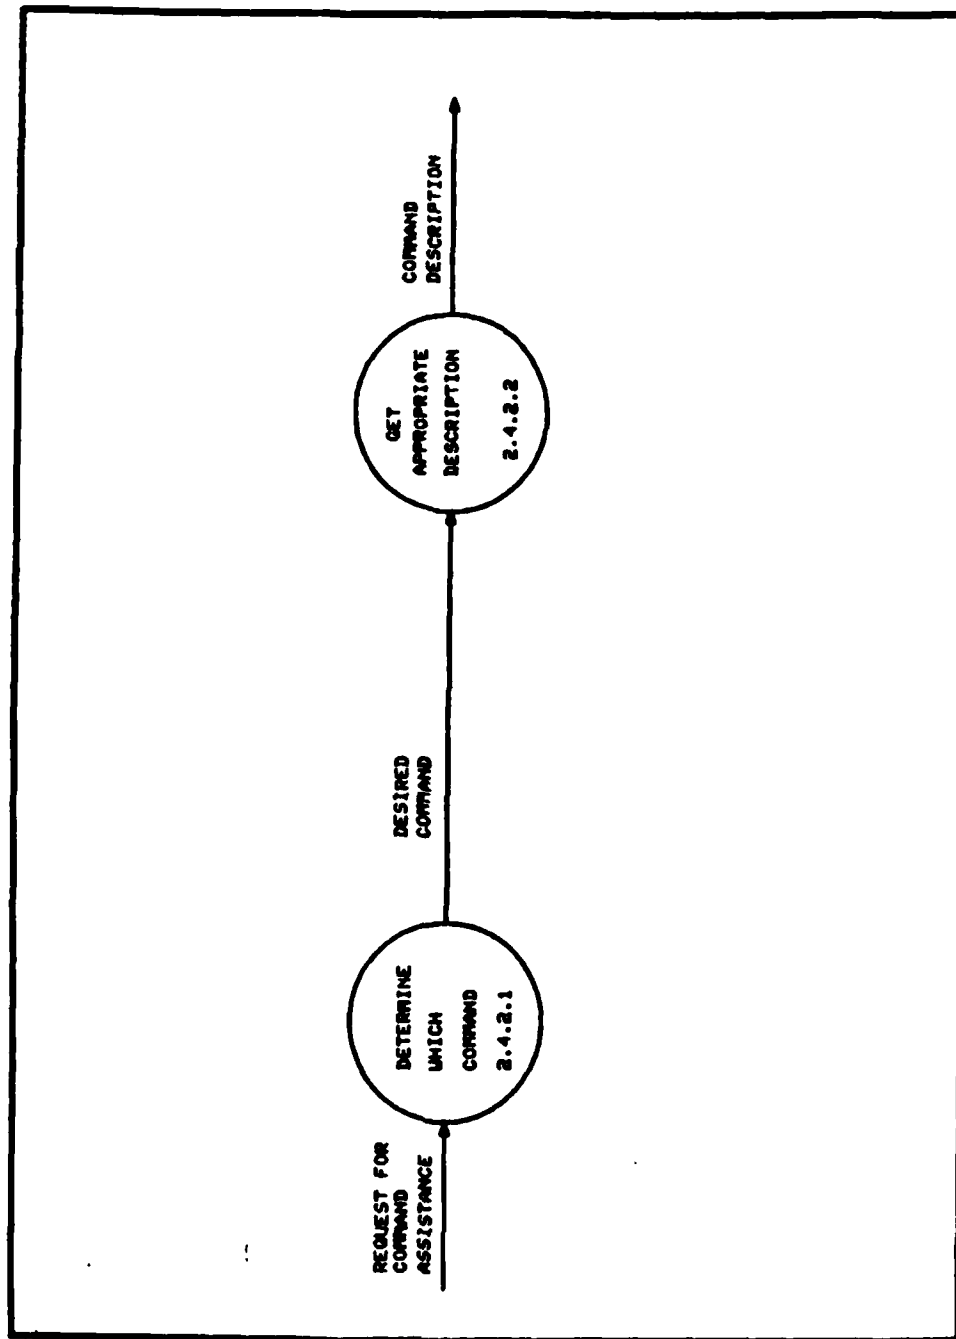 REQUEST FOR
COMMAND
ASSISTANCE
DETERMINE
WHICH
COMMAND
2.4.2.1
DESIRED
COMMAND
GET
APPROPRIATE
DESCRIPTION
2.4.2.2
COMMAND
DESCRIPTION